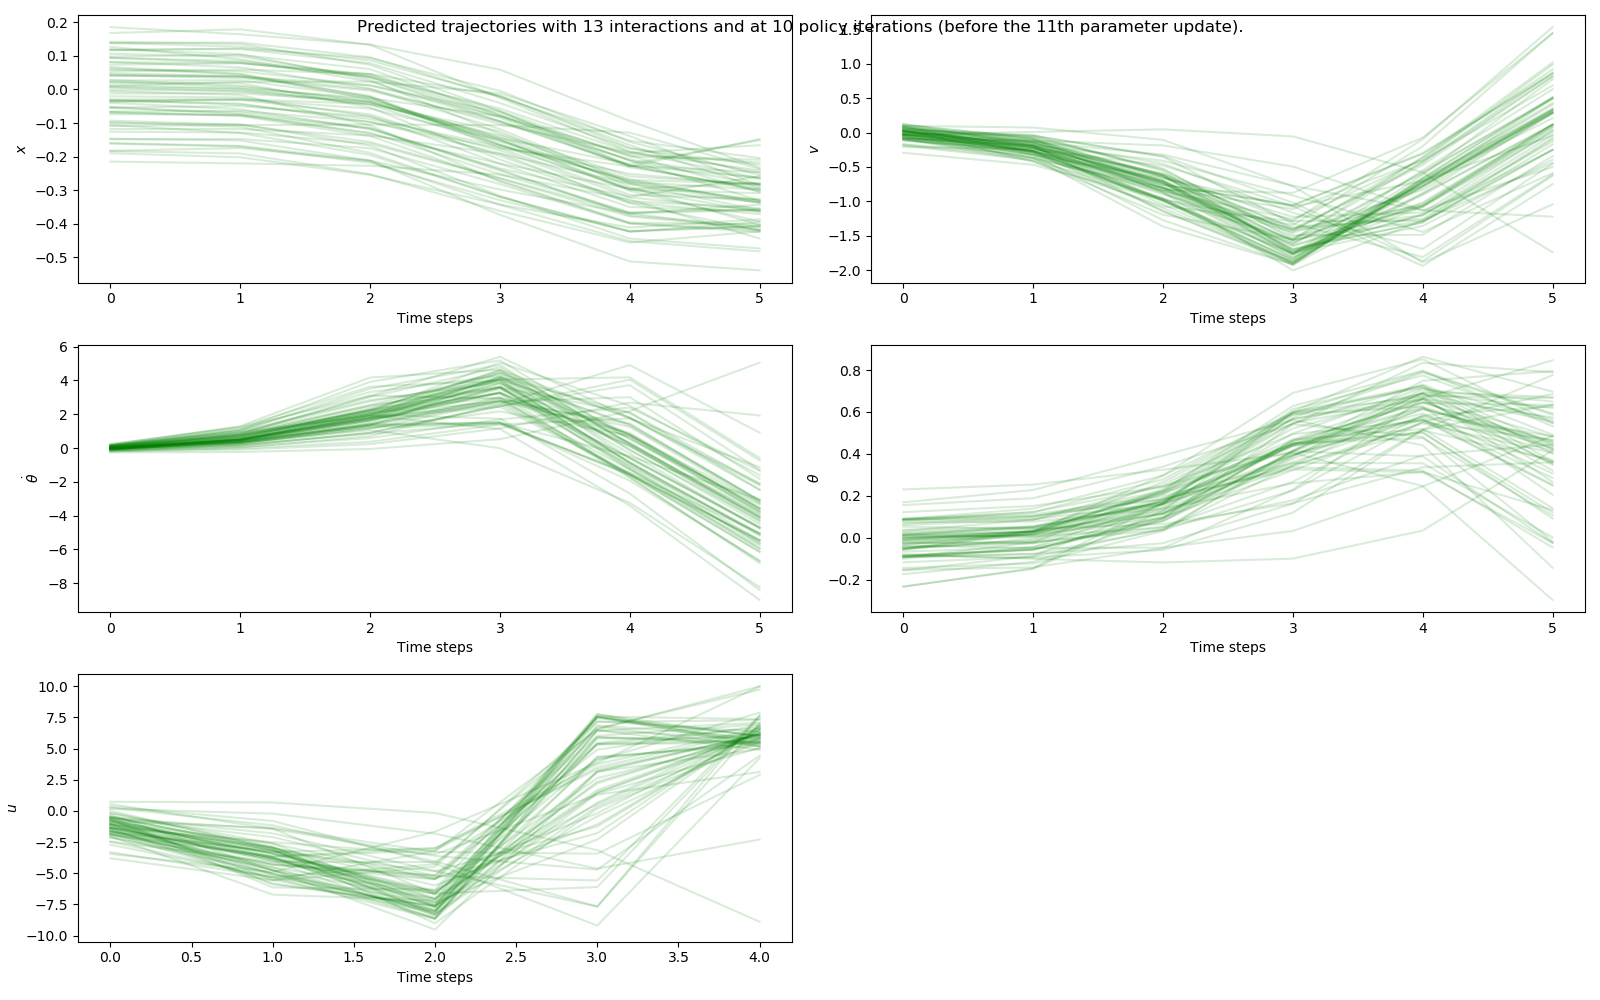 Predicted trajectories with 13 interactions and at 10 policy iterations (before the 11th parameter update).
0.2
0.1
0.0
−0.1
−0.2
−0.3
−0.4
−0.5
x
0 1 2 3 4 5
Time steps
1.5
1.0
0.5
0.0
−0.5
−1.0
−1.5
−2.0
v
0 1 2 3 4 5
Time steps
6
4
2
0
−2
−4
−6
−8
θ̇
0 1 2 3 4 5
Time steps
0.8
0.6
0.4
0.2
0.0
−0.2
θ
0 1 2 3 4 5
Time steps
10.0
7.5
5.0
2.5
0.0
−2.5
−5.0
−7.5
−10.0
u
0.0 0.5 1.0 1.5 2.0 2.5 3.0 3.5 4.0
Time steps